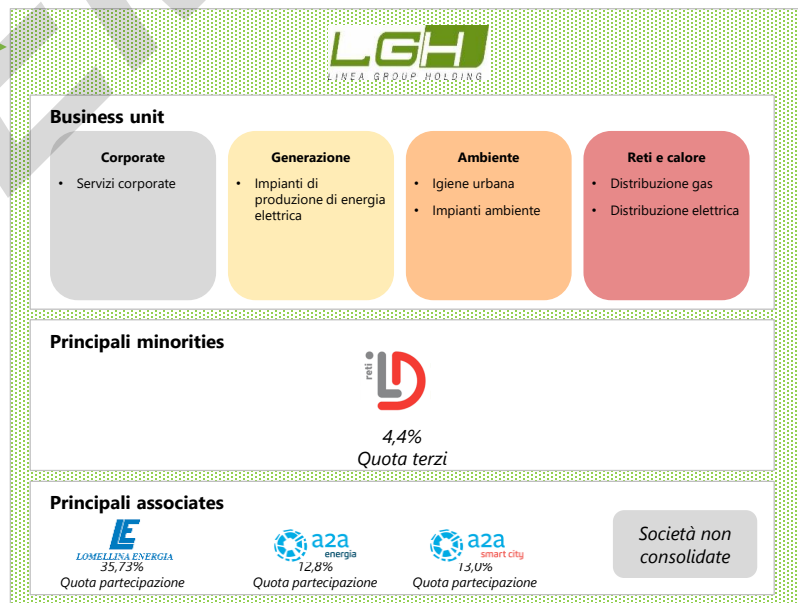 LGH
LINEA GROUP HOLDING
Business unit
Corporate
• Servizi corporate
Generazione
• Impianti di
produzione di energia
elettrica
Ambiente
• Igiene urbana
• Impianti ambiente
Reti e calore
• Distribuzione gas
• Distribuzione elettrica
Principali minorities
reti
LD
4,4%
Quota terzi
Principali associates
LE
LOMELLINA ENERGIA
35,73%
Quota partecipazione
a2a
energia
12,8%
Quota partecipazione
a2a
smart city
13,0%
Quota partecipazione
Società non
consolidate